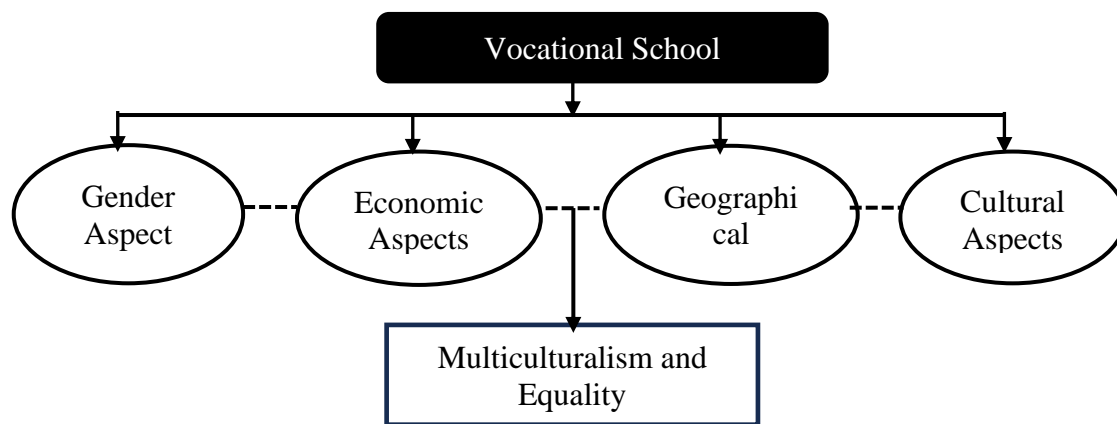 Vocational School
Gender
Aspect
Economic
Aspects
Geographi
cal
Cultural
Aspects
Multiculturalism and
Equality